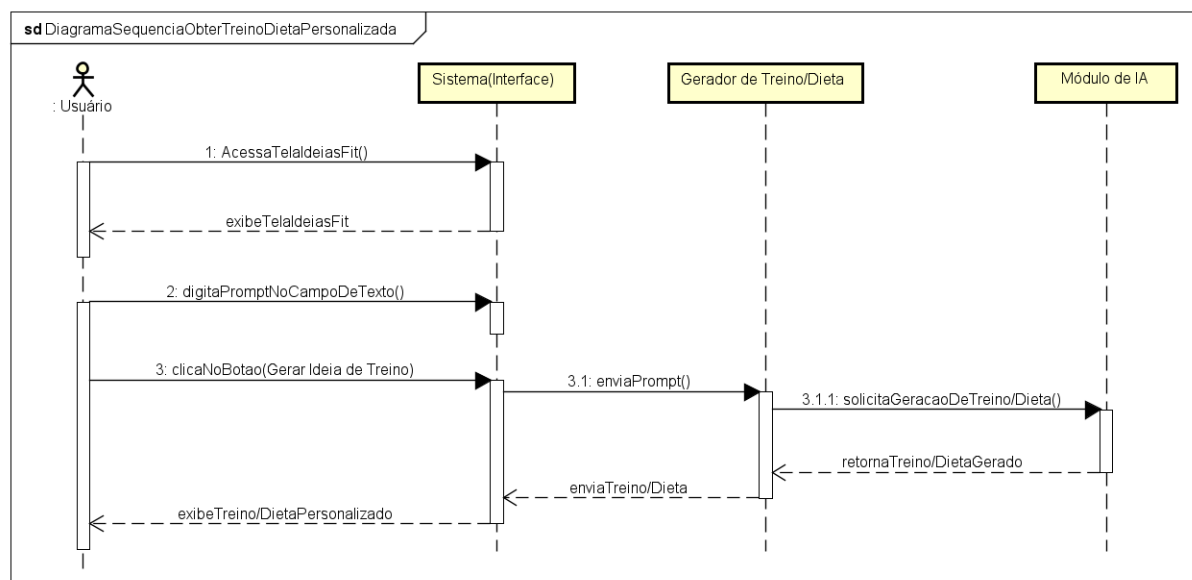 sd DiagramaSequenciaObterTreinoDietaPersonalizada
: Usuário
Sistema(Interface)
Gerador de Treino/Dieta
Módulo de IA
1: AcessaTelaIdeiasFit()
exibeTelaIdeiasFit
2: digitaPromptNoCampoDeTexto()
3: clicaNoBotao(Gerar Ideia de Treino)
3.1: enviaPrompt()
3.1.1: solicitaGeracaoDeTreino/Dieta()
retornaTreino/DietaGerado
enviaTreino/Dieta
exibeTreino/DietaPersonalizado